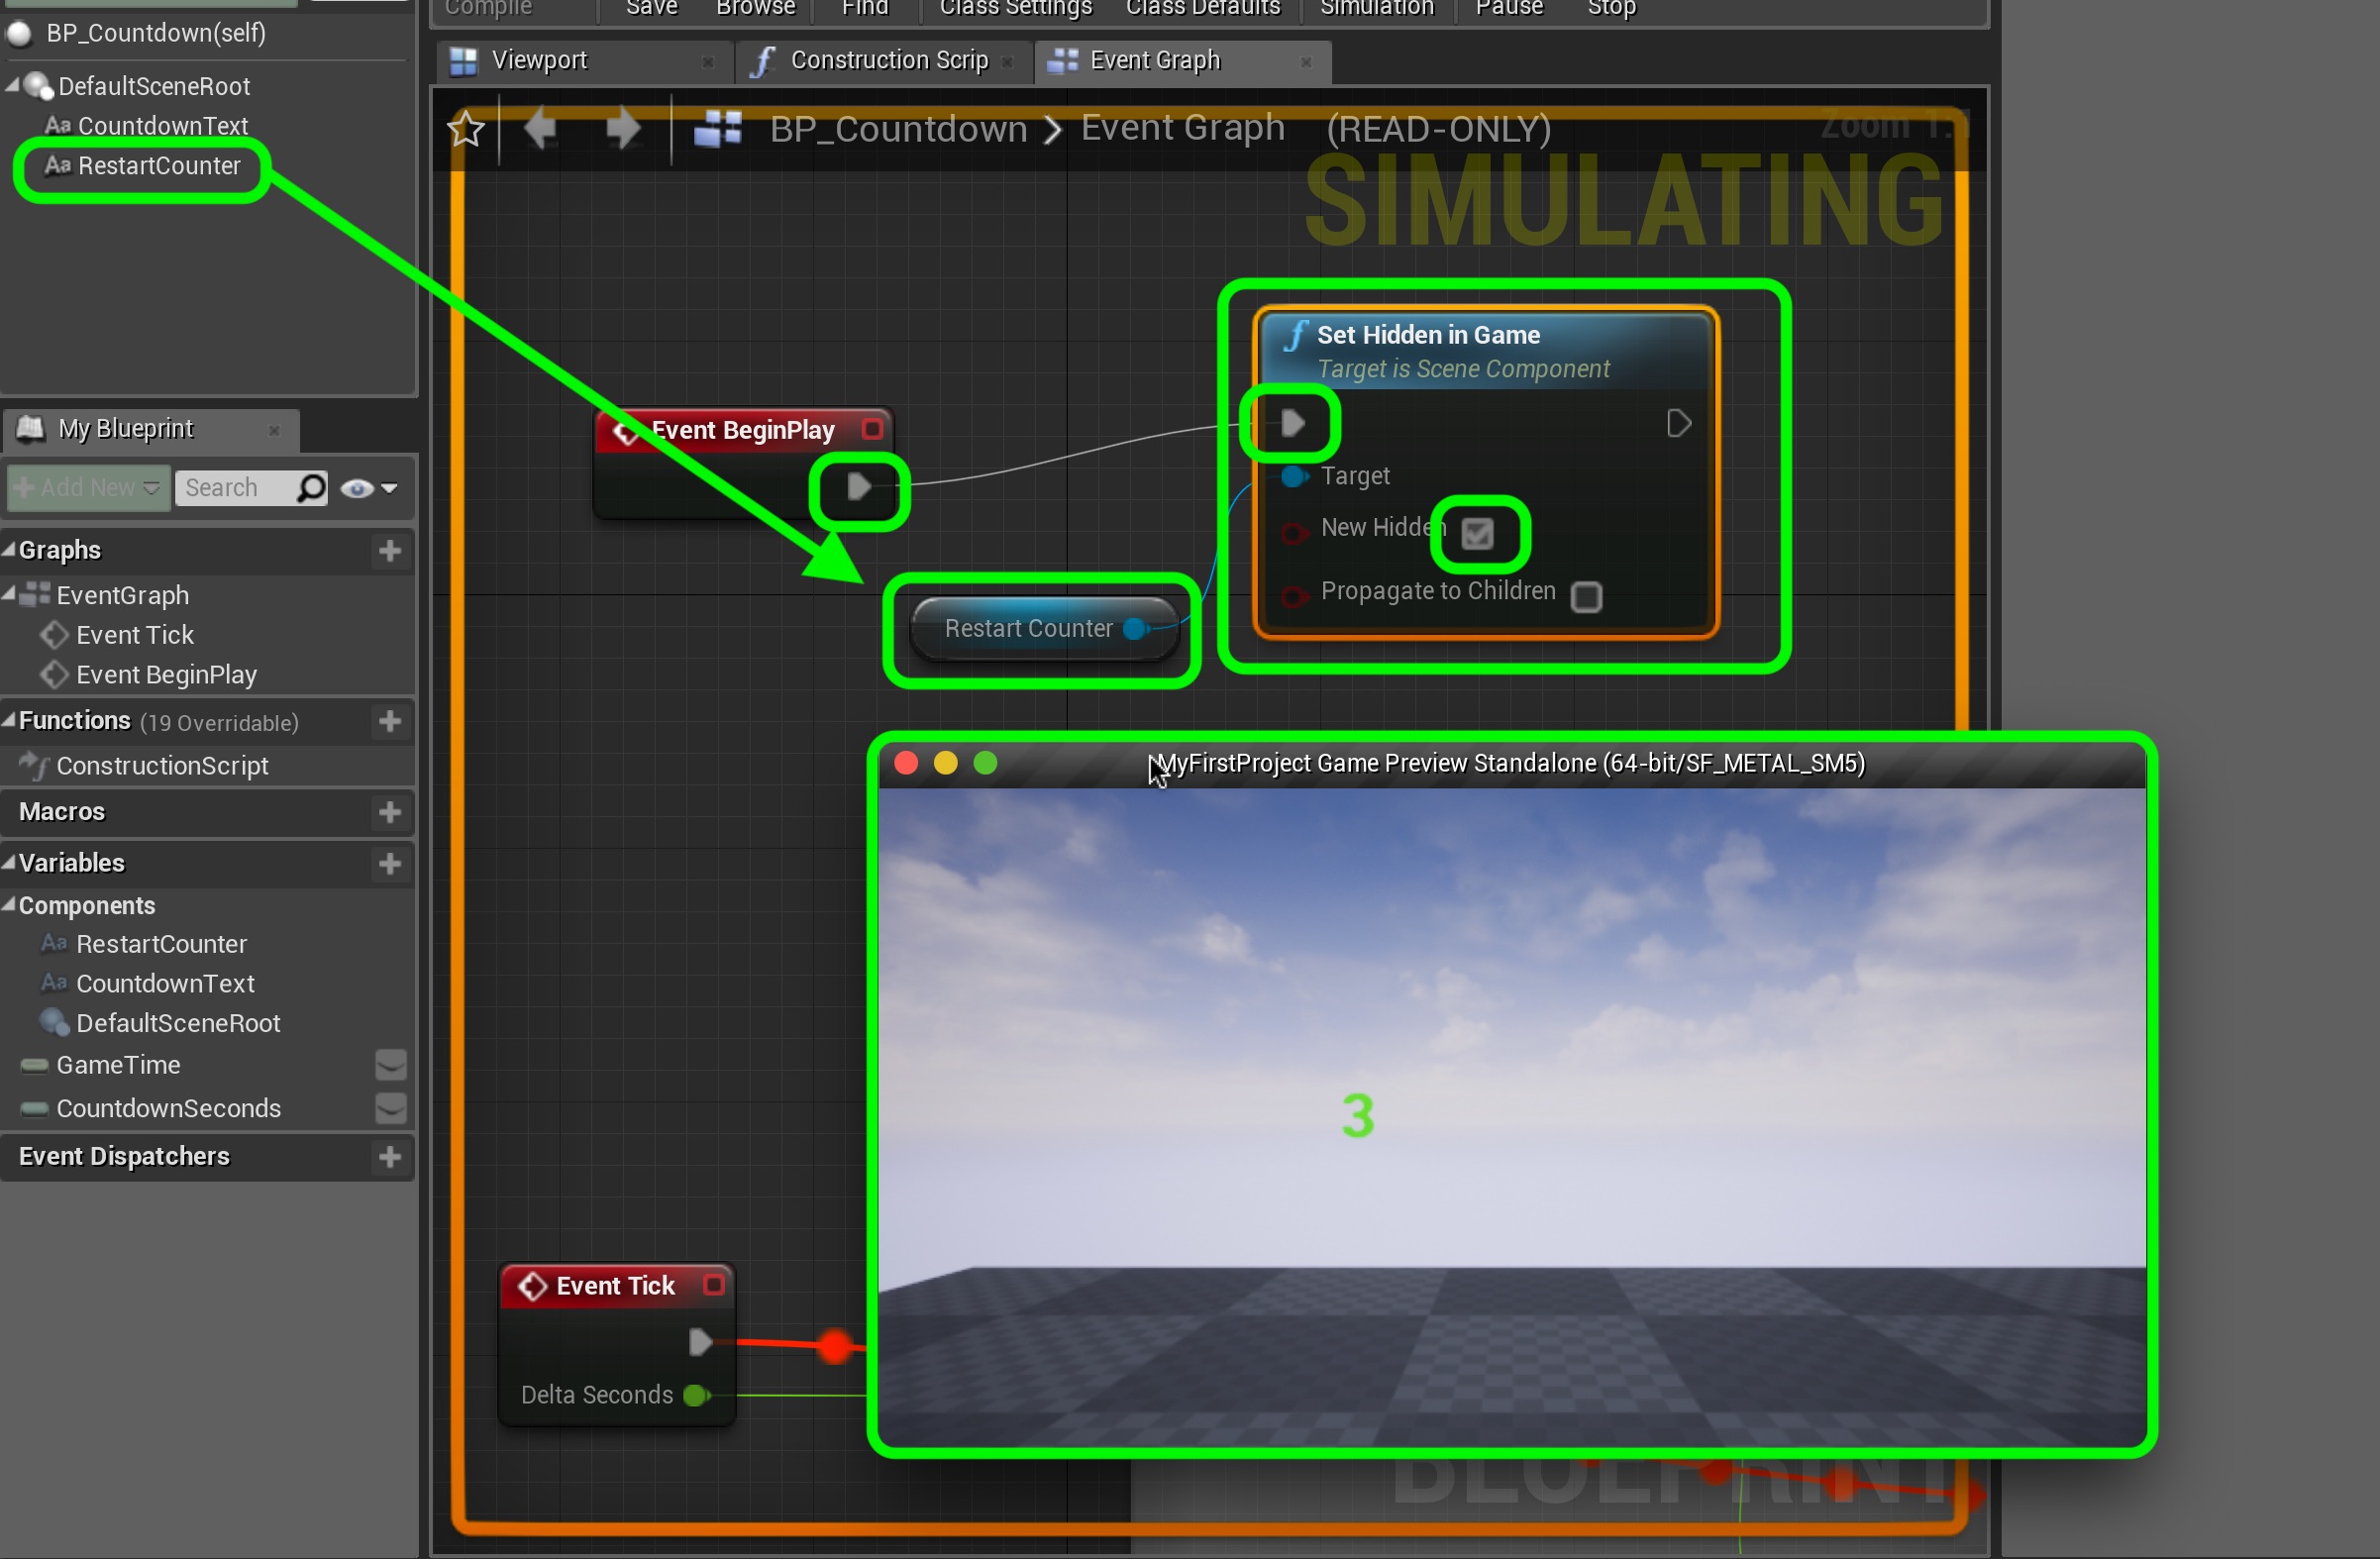 Compile Save Browse Find Class Settings Class Defaults Simulation Pause Stop
BP_Countdown(self)
DefaultSceneRoot
Aa CountdownText
Aa RestartCounter
Viewport
Construction Scrip
Event Graph
BP_Countdown > Event Graph (READ-ONLY)
Zoom 1:1
SIMULATING
Set Hidden in Game
Target is Scene Component
Target
New Hidden
Propagate to Children
Event BeginPlay
Restart Counter
My Blueprint
Add New
Search
Graphs
EventGraph
Event Tick
Event BeginPlay
Functions (19 Overridable)
ConstructionScript
Macros
Variables
Components
Aa RestartCounter
Aa CountdownText
DefaultSceneRoot
GameTime
CountdownSeconds
Event Dispatchers
MyFirstProject Game Preview Standalone (64-bit/SF_METAL_SM5)
3
Event Tick
Delta Seconds
BLUEPRINT